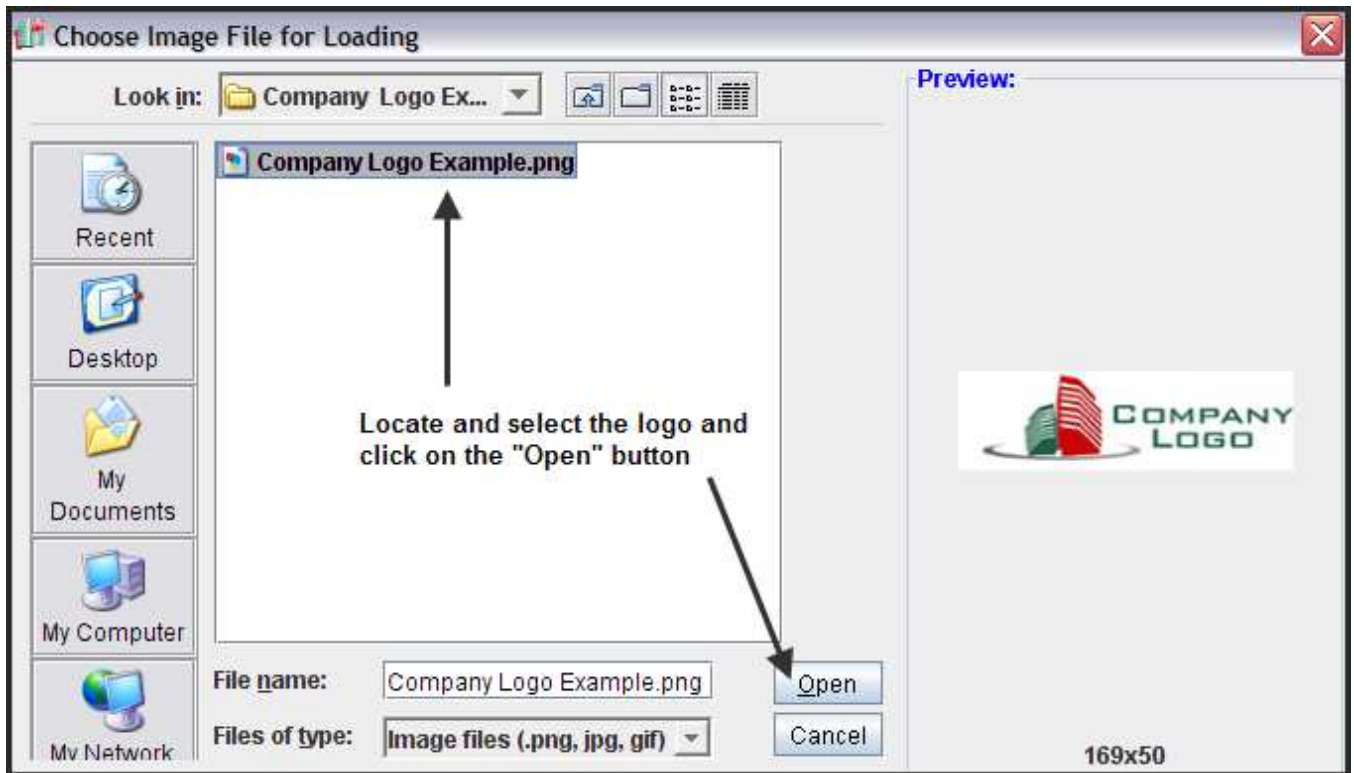 Choose Image File for Loading
Look in:
Company Logo Ex...
Preview:
Company Logo Example.png
Recent
Desktop
My
Documents
My Computer
My Network
Locate and select the logo and
click on the "Open" button
COMPANY
LOGO
File name:
Company Logo Example.png
Open
Files of type:
Image files (.png, jpg, gif)
Cancel
169x50